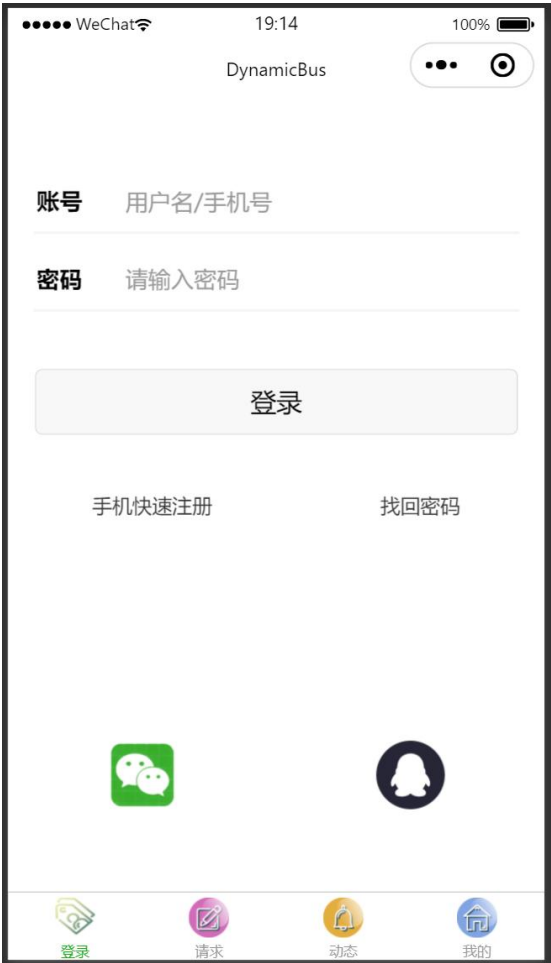 WeChat 19:14 100%
DynamicBus
账号 用户名/手机号
密码 请输入密码
登录
手机快速注册 找回密码
登录 请求 动态 我的